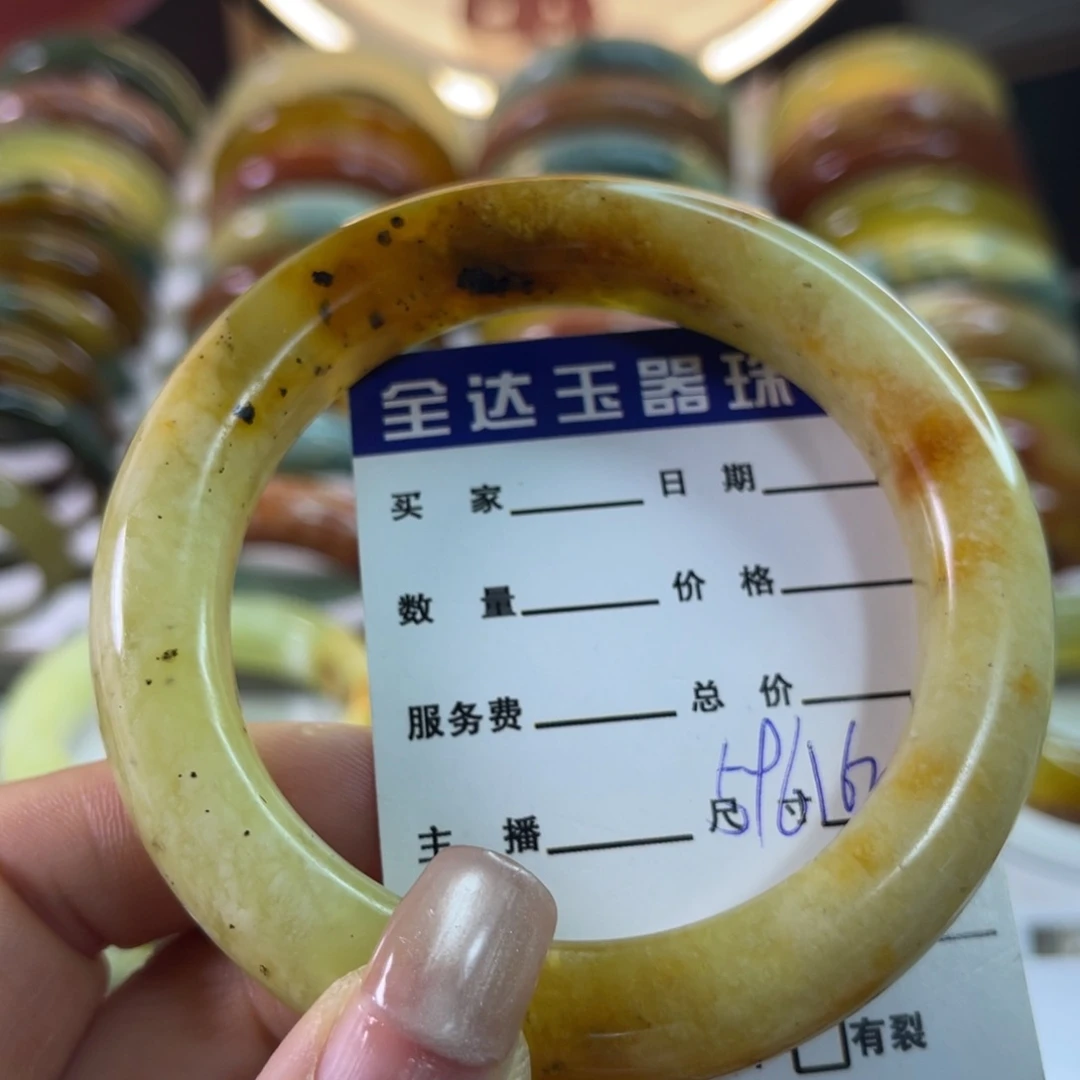 全达玉器珠
买 家 日 期
数 量 价 格
服务费 总 价
主 播 尺 寸
有裂